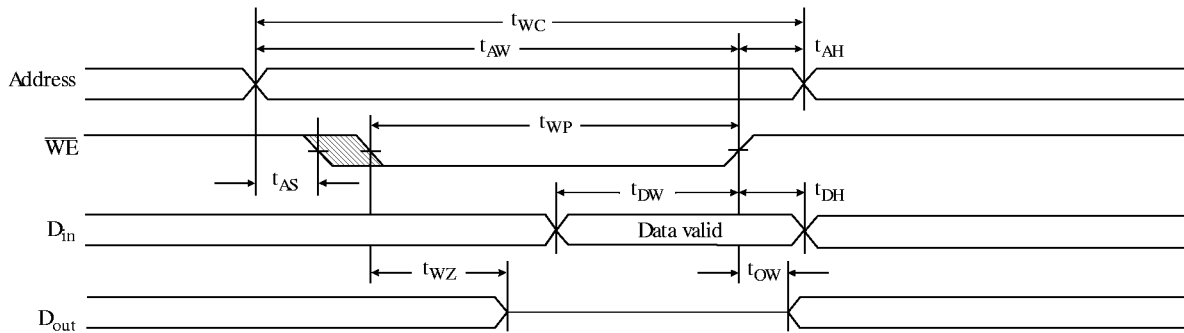 tWC
tAW tAH
Address
tWP
WE
tAS
tDW tDH
Din Data valid
tWZ tOW
Dout